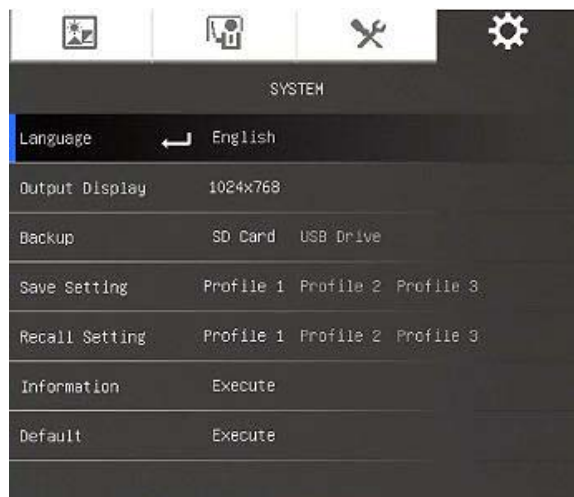 SYSTEM
Language English
Output Display 1024x768
Backup SD Card USB Drive
Save Setting Profile 1 Profile 2 Profile 3
Recall Setting Profile 1 Profile 2 Profile 3
Information Execute
Default Execute